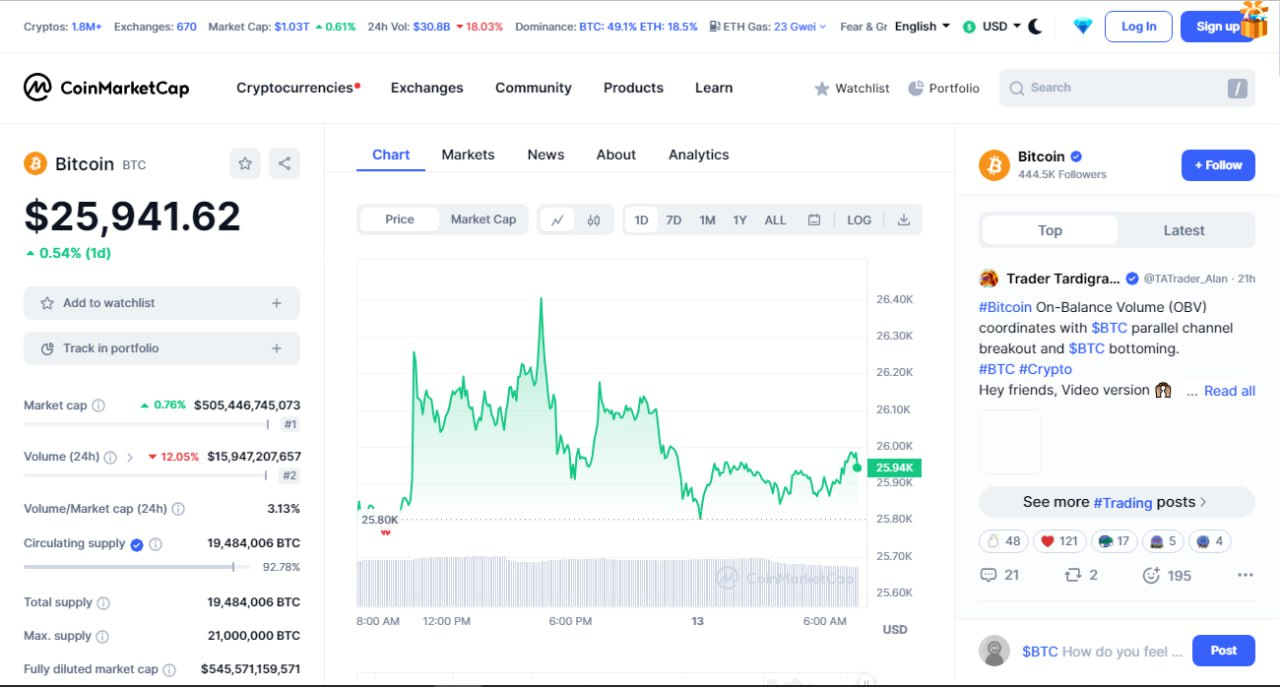 Cryptos: 1.8M+ Exchanges: 670 Market Cap: $1.03T 0.61% 24h Vol: $30.8B 18.03% Dominance: BTC: 49.1% ETH: 18.5% ETH Gas: 23 Gwei Fear & Gr English USD Log In Sign up
CoinMarketCap Cryptocurrencies Exchanges Community Products Learn Watchlist Portfolio Search /
Bitcoin BTC
$25,941.62
0.54% (1d)
Add to watchlist +
Track in portfolio +
Market cap 0.76% $505,446,745,073
#1
Volume (24h) 12.05% $15,947,207,657
#2
Volume/Market cap (24h) 3.13%
Circulating supply 19,484,006 BTC
92.78%
Total supply 19,484,006 BTC
Max. supply 21,000,000 BTC
Fully diluted market cap $545,571,159,571
Chart Markets News About Analytics
Price Market Cap 1D 7D 1M 1Y ALL LOG
26.40K
26.30K
26.20K
26.10K
26.00K
25.94K
25.90K
25.80K
25.80K
25.70K
CoinMarketCap
25.60K
8:00 AM 12:00 PM 6:00 PM 13 6:00 AM
USD
Bitcoin
444.5K Followers
+ Follow
Top Latest
Trader Tardigra... @TATrader_Alan · 21h
#Bitcoin On-Balance Volume (OBV)
coordinates with $BTC parallel channel
breakout and $BTC bottoming.
#BTC #Crypto
Hey friends, Video version ... Read all
See more #Trading posts
48 121 17 5 4
21 2 195
$BTC How do you feel ... Post